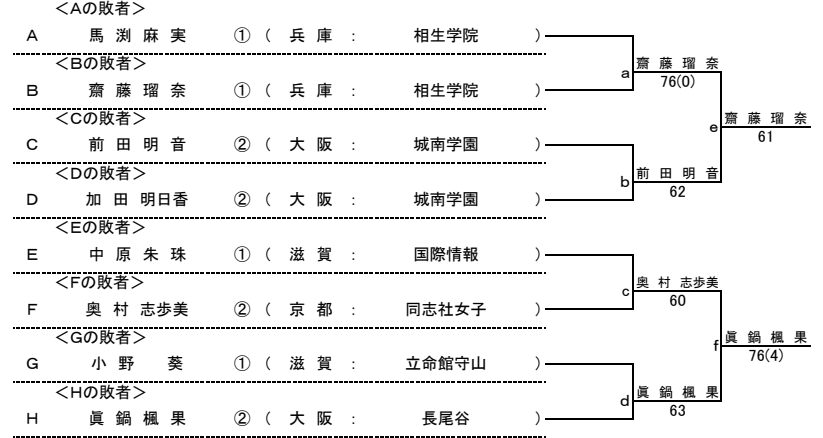 <Aの敗者>
A 馬渕麻実 ① ( 兵庫 : 相生学院 )
<Bの敗者>
a 齋藤瑠奈
76(0)
B 齋藤瑠奈 ① ( 兵庫 : 相生学院 )
<Cの敗者>
e 齋藤瑠奈
61
C 前田明音 ② ( 大阪 : 城南学園 )
<Dの敗者>
b 前田明音
62
D 加田明日香 ② ( 大阪 : 城南学園 )
<Eの敗者>
E 中原朱珠 ① ( 滋賀 : 国際情報 )
<Fの敗者>
c 奥村志歩美
60
F 奥村志歩美 ② ( 京都 : 同志社女子 )
<Gの敗者>
f 眞鍋楓果
76(4)
G 小野葵 ① ( 滋賀 : 立命館守山 )
<Hの敗者>
d 眞鍋楓果
63
H 眞鍋楓果 ② ( 大阪 : 長尾谷 )